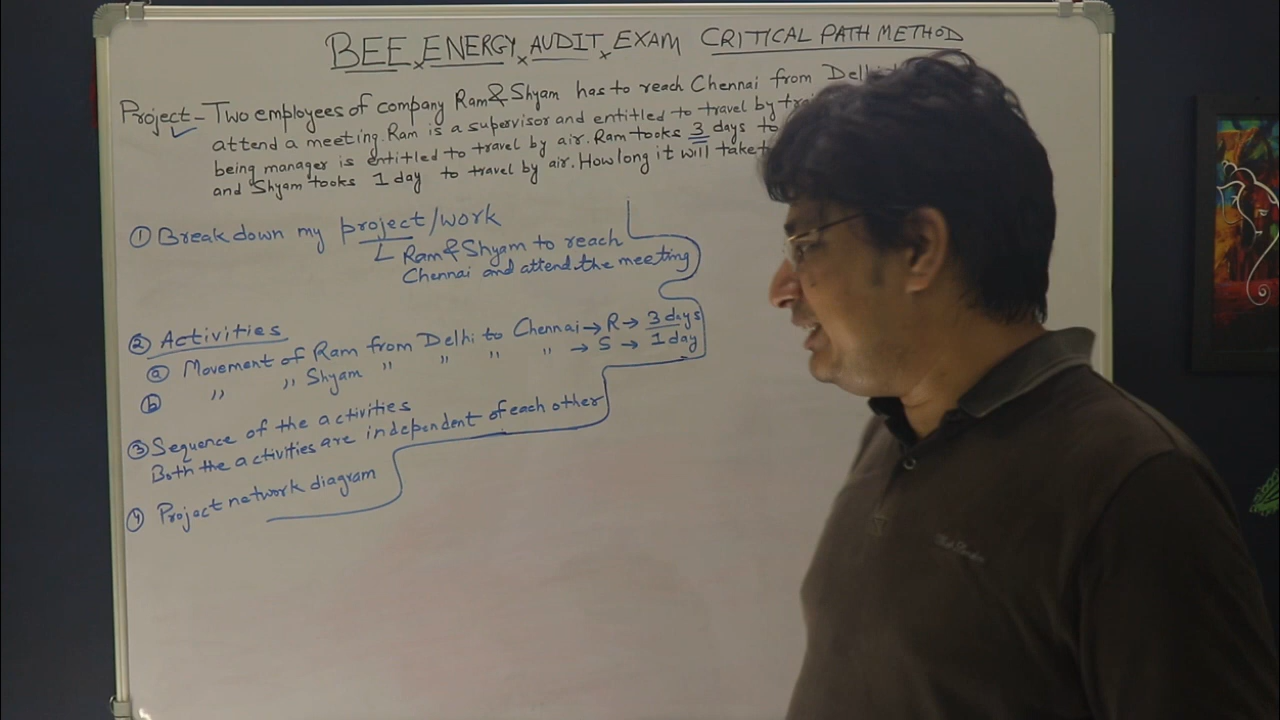 BEE ENERGY AUDIT EXAM CRITICAL PATH METHOD
Project - Two employees of company Ram & Shyam has to reach Chennai from
attend a meeting. Ram is a supervisor and entitled to travel by
being manager is entitled to travel by air. Ram tooks 3 days to
and Shyam tooks 1 day to travel by air. How long it will take
① Break down my project/work
Ram & Shyam to reach
Chennai and attend the meeting
② Activities
ⓐ Movement of Ram from Delhi to Chennai → R → 3 days
ⓑ " " Shyam " " " " → S → 1 day
③ Sequence of the activities
Both the activities are independent of each other
④ Project network diagram